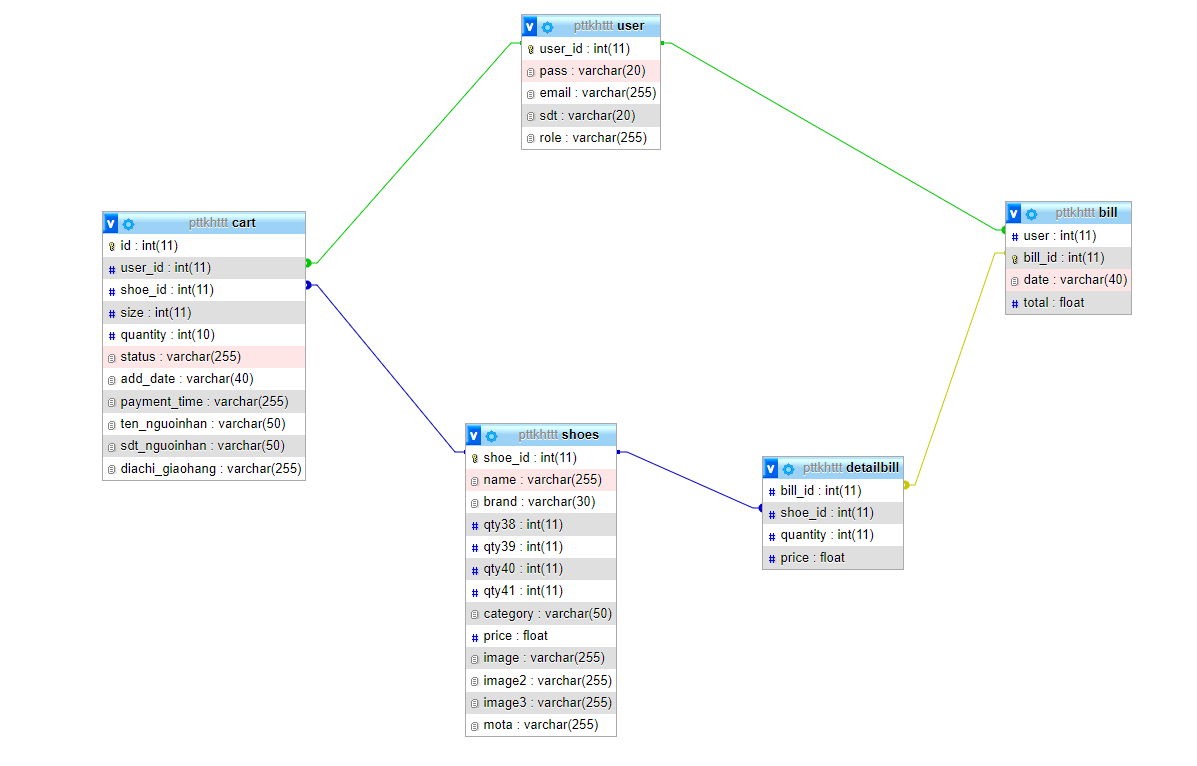 pttkhttt user
user_id : int(11)
pass : varchar(20)
email : varchar(255)
sdt : varchar(20)
role : varchar(255)
pttkhttt cart
id : int(11)
user_id : int(11)
shoe_id : int(11)
size : int(11)
quantity : int(10)
status : varchar(255)
add_date : varchar(40)
payment_time : varchar(255)
ten_nguoinhan : varchar(50)
sdt_nguoinhan : varchar(50)
diachi_giaohang : varchar(255)
pttkhttt bill
user : int(11)
bill_id : int(11)
date : varchar(40)
total : float
pttkhttt shoes
shoe_id : int(11)
name : varchar(255)
brand : varchar(30)
qty38 : int(11)
qty39 : int(11)
qty40 : int(11)
qty41 : int(11)
category : varchar(50)
price : float
image : varchar(255)
image2 : varchar(255)
image3 : varchar(255)
mota : varchar(255)
pttkhttt detailbill
bill_id : int(11)
shoe_id : int(11)
quantity : int(11)
price : float